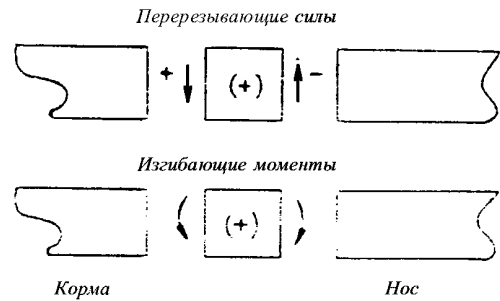 Перерезывающие силы
+ (+) −
Изгибающие моменты
(+)
Корма Нос